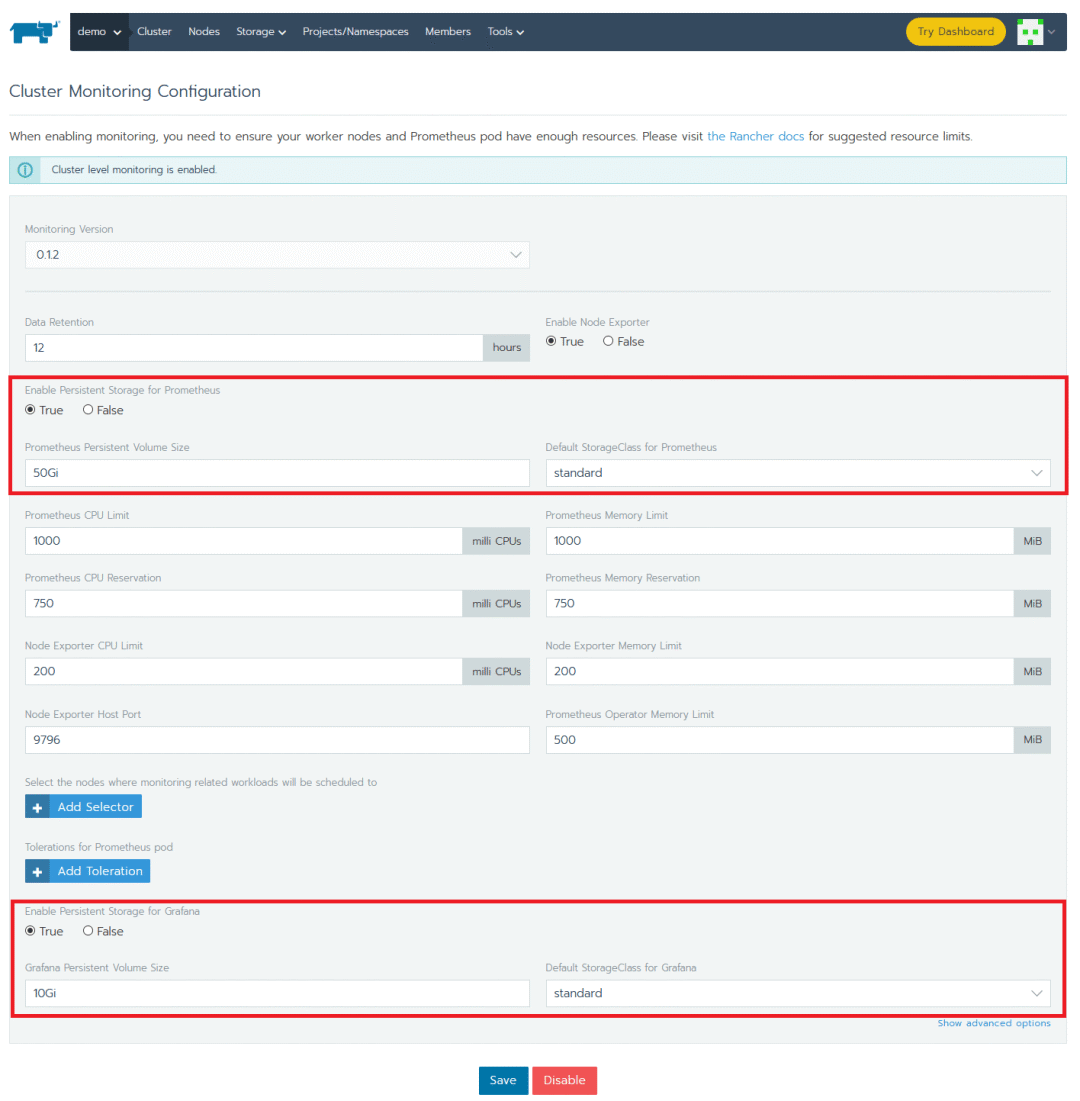 demo Cluster Nodes Storage Projects/Namespaces Members Tools Try Dashboard
Cluster Monitoring Configuration
When enabling monitoring, you need to ensure your worker nodes and Prometheus pod have enough resources. Please visit the Rancher docs for suggested resource limits.
Cluster level monitoring is enabled.
Monitoring Version
0.1.2
Data Retention Enable Node Exporter
12 hours True False
Enable Persistent Storage for Prometheus
True False
Prometheus Persistent Volume Size Default StorageClass for Prometheus
50Gi standard
Prometheus CPU Limit Prometheus Memory Limit
1000 milli CPUs 1000 MiB
Prometheus CPU Reservation Prometheus Memory Reservation
750 milli CPUs 750 MiB
Node Exporter CPU Limit Node Exporter Memory Limit
200 milli CPUs 200 MiB
Node Exporter Host Port Prometheus Operator Memory Limit
9796 500 MiB
Select the nodes where monitoring related workloads will be scheduled to
+ Add Selector
Tolerations for Prometheus pod
+ Add Toleration
Enable Persistent Storage for Grafana
True False
Grafana Persistent Volume Size Default StorageClass for Grafana
10Gi standard
Show advanced options
Save Disable